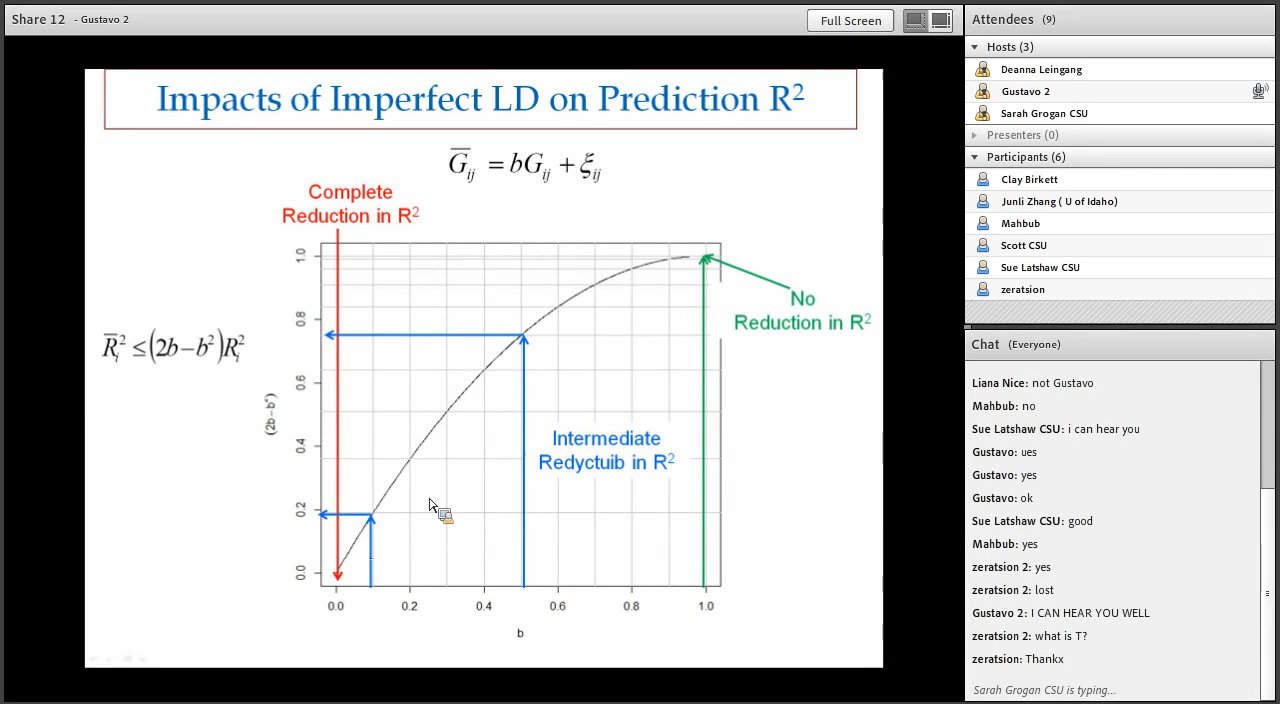 Share 12 - Gustavo 2
Full Screen
Impacts of Imperfect LD on Prediction R²
G̅ij = bGij + ξij
Complete
Reduction in R²
No
Reduction in R²
R̅i² ≤ (2b − b²)Ri²
Intermediate
Redyctuib in R²
(2b−b²)
1.0
0.8
0.6
0.4
0.2
0.0
0.0 0.2 0.4 0.6 0.8 1.0
b
Attendees (9)
Hosts (3)
Deanna Leingang
Gustavo 2
Sarah Grogan CSU
Presenters (0)
Participants (6)
Clay Birkett
Junli Zhang ( U of Idaho)
Mahbub
Scott CSU
Sue Latshaw CSU
zeratsion
Chat (Everyone)
Liana Nice: not Gustavo
Mahbub: no
Sue Latshaw CSU: i can hear you
Gustavo: ues
Gustavo: yes
Gustavo: ok
Sue Latshaw CSU: good
Mahbub: yes
zeratsion 2: yes
zeratsion 2: lost
Gustavo 2: I CAN HEAR YOU WELL
zeratsion 2: what is T?
zeratsion: Thankx
Sarah Grogan CSU is typing...